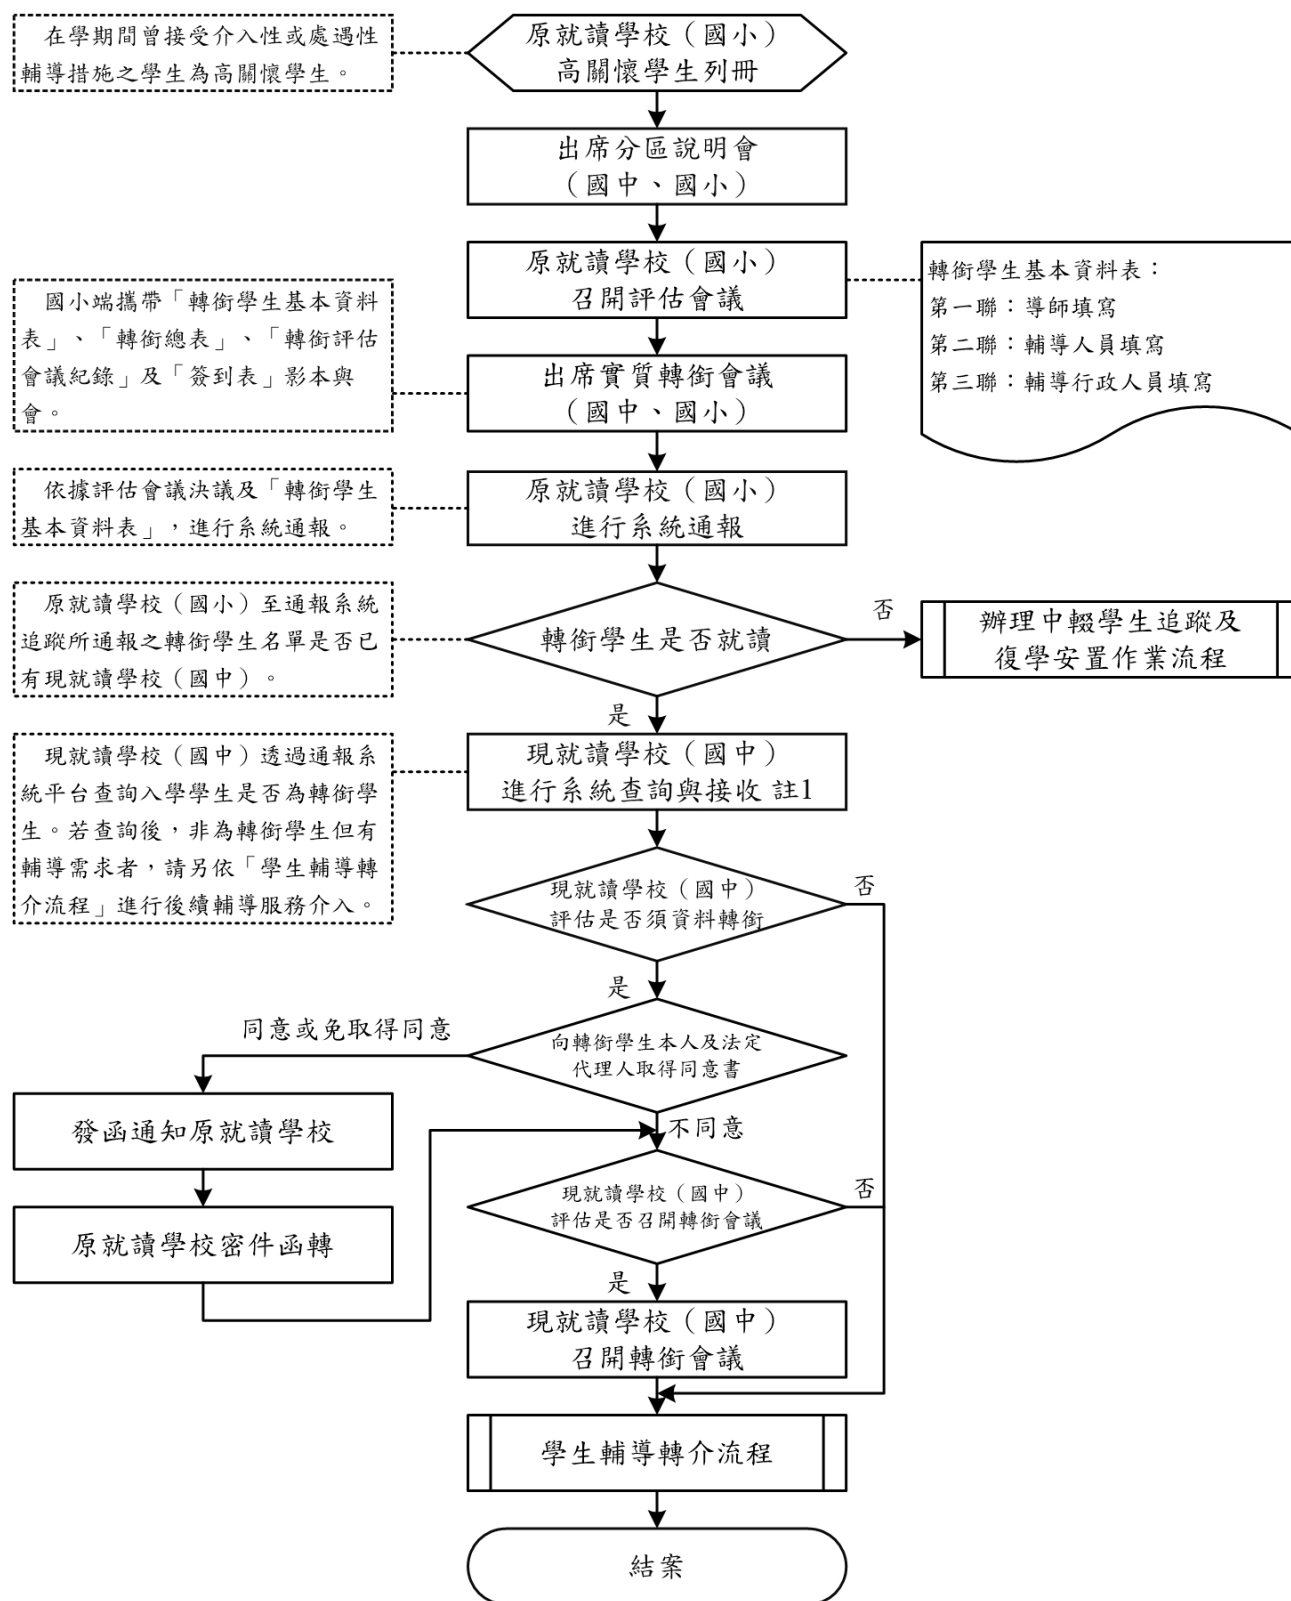 在學期間曾接受介入性或處遇性
輔導措施之學生為高關懷學生。
原就讀學校（國小）
高關懷學生列冊
出席分區說明會
（國中、國小）
原就讀學校（國小）
召開評估會議
轉銜學生基本資料表：
第一聯：導師填寫
第二聯：輔導人員填寫
第三聯：輔導行政人員填寫
國小端攜帶「轉銜學生基本資料
表」、「轉銜總表」、「轉銜評估
會議紀錄」及「簽到表」影本與
會。
出席實質轉銜會議
（國中、國小）
依據評估會議決議及「轉銜學生
基本資料表」，進行系統通報。
原就讀學校（國小）
進行系統通報
原就讀學校（國小）至通報系統
追蹤所通報之轉銜學生名單是否已
有現就讀學校（國中）。
轉銜學生是否就讀
否
辦理中輟學生追蹤及
復學安置作業流程
是
現就讀學校（國中）透過通報系
統平台查詢入學學生是否為轉銜學
生。若查詢後，非為轉銜學生但有
輔導需求者，請另依「學生輔導轉
介流程」進行後續輔導服務介入。
現就讀學校（國中）
進行系統查詢與接收 註1
現就讀學校（國中）
評估是否須資料轉銜
否
是
向轉銜學生本人及法定
代理人取得同意書
同意或免取得同意
發函通知原就讀學校
不同意
原就讀學校密件函轉
現就讀學校（國中）
評估是否召開轉銜會議
否
是
現就讀學校（國中）
召開轉銜會議
學生輔導轉介流程
結案